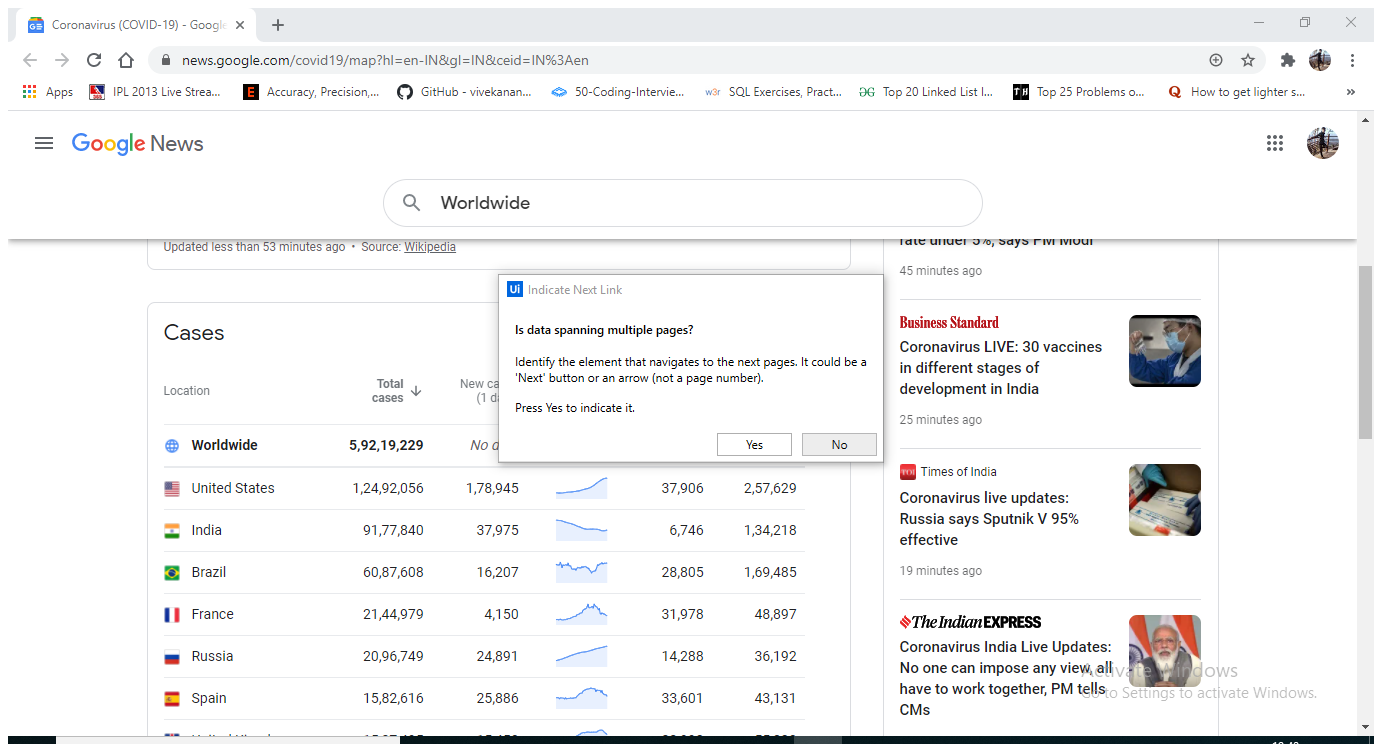 Coronavirus (COVID-19) - Google
news.google.com/covid19/map?hl=en-IN&gl=IN&ceid=IN%3Aen
Apps
IPL 2013 Live Strea...
E
Accuracy, Precision,...
GitHub - vivekanan...
50-Coding-Intervie...
w3r
SQL Exercises, Pract...
Top 20 Linked List I...
TH
Top 25 Problems o...
Q
How to get lighter s...
»
Google News
Worldwide
Updated less than 53 minutes ago • Source: Wikipedia
rate under 5%, says PM Modi
45 minutes ago
Ui Indicate Next Link
Is data spanning multiple pages?
Identify the element that navigates to the next pages. It could be a
'Next' button or an arrow (not a page number).
Press Yes to indicate it.
Yes No
Cases
Location Total cases New ca
(1 da
Worldwide 5,92,19,229 No d
United States 1,24,92,056 1,78,945 37,906 2,57,629
India 91,77,840 37,975 6,746 1,34,218
Brazil 60,87,608 16,207 28,805 1,69,485
France 21,44,979 4,150 31,978 48,897
Russia 20,96,749 24,891 14,288 36,192
Spain 15,82,616 25,886 33,601 43,131
Business Standard
Coronavirus LIVE: 30 vaccines
in different stages of
development in India
25 minutes ago
TOI Times of India
Coronavirus live updates:
Russia says Sputnik V 95%
effective
19 minutes ago
The Indian EXPRESS
Coronavirus India Live Updates:
No one can impose any view, all
have to work together, PM tells
CMs
Activate Windows
Go to Settings to activate Windows.